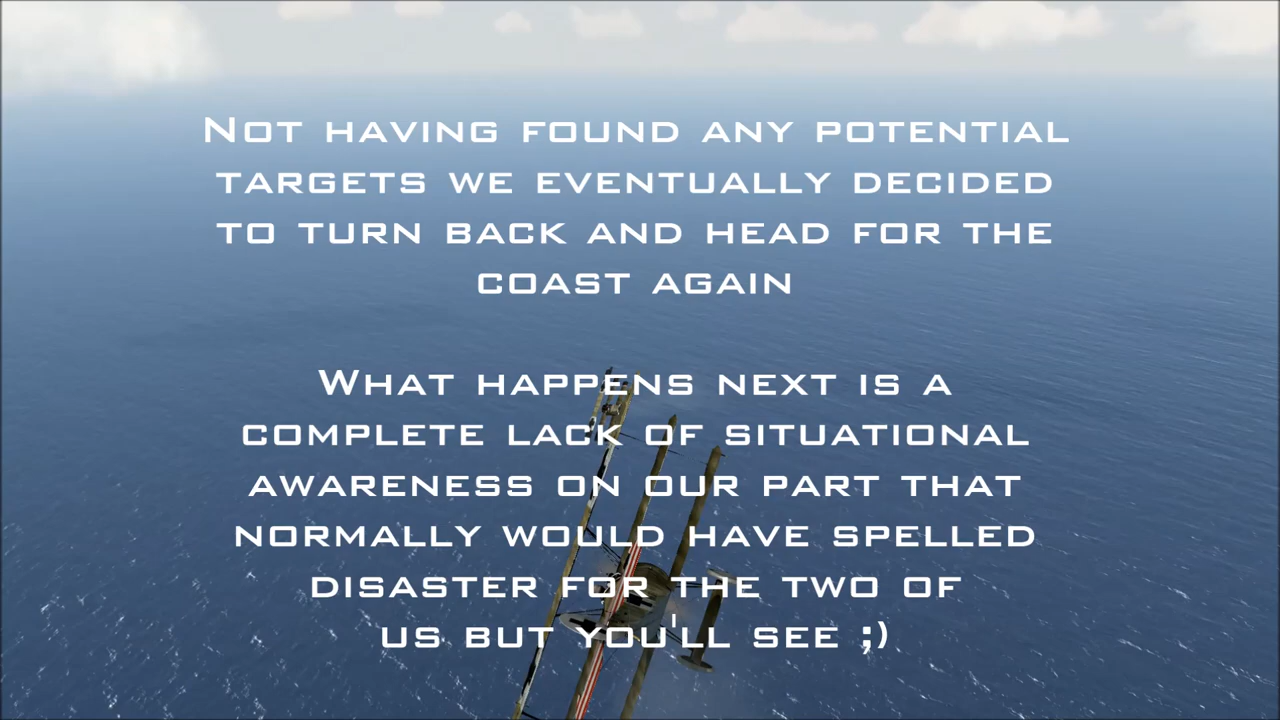 Not having found any potential
targets we eventually decided
to turn back and head for the
coast again
What happens next is a
complete lack of situational
awareness on our part that
normally would have spelled
disaster for the two of
us but you'll see ;)